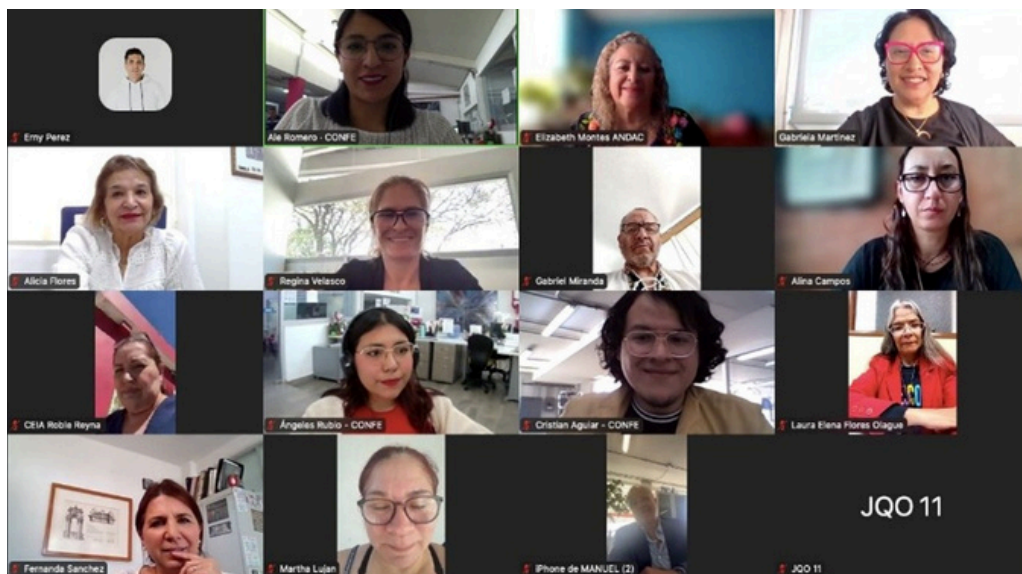 Erny Perez
Ale Romero - CONFE
Elizabeth Montes ANDAC
Gabriela Martinez
Alicia Flores
Regina Velasco
Gabriel Miranda
Alina Campos
CEIA Roble Reyna
Ángeles Rubio - CONFE
Cristian Aguiar - CONFE
Laura Elena Flores Olague
Fernanda Sanchez
Martha Lujan
iPhone de MANUEL (2)
JQO 11
JQO 11